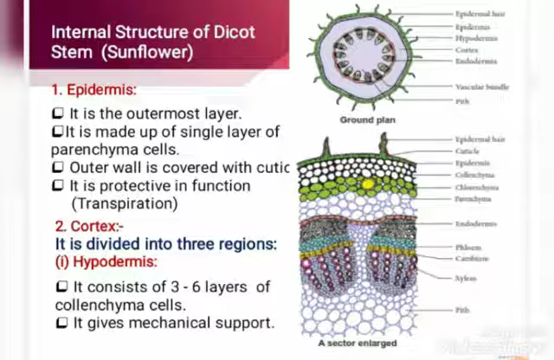 Internal Structure of Dicot
Stem (Sunflower)
1. Epidermis:
❑ It is the outermost layer.
❑It is made up of single layer of
parenchyma cells.
❑ Outer wall is covered with cutic
❑ It is protective in function
(Transpiration)
2. Cortex:-
It is divided into three regions:
(i) Hypodermis:
❑ It consists of 3 - 6 layers of
collenchyma cells.
❑ It gives mechanical support.
Epidermal hair
Epidermis
Hypodermis
Cortex
Endodermis
Vascular bundle
Pith
Ground plan
Epidermal hair
Cuticle
Epidermis
Collenchyma
Chlorenchyma
Parenchyma
Endodermis
Phloem
Cambium
Xylem
Pith
A sector enlarged